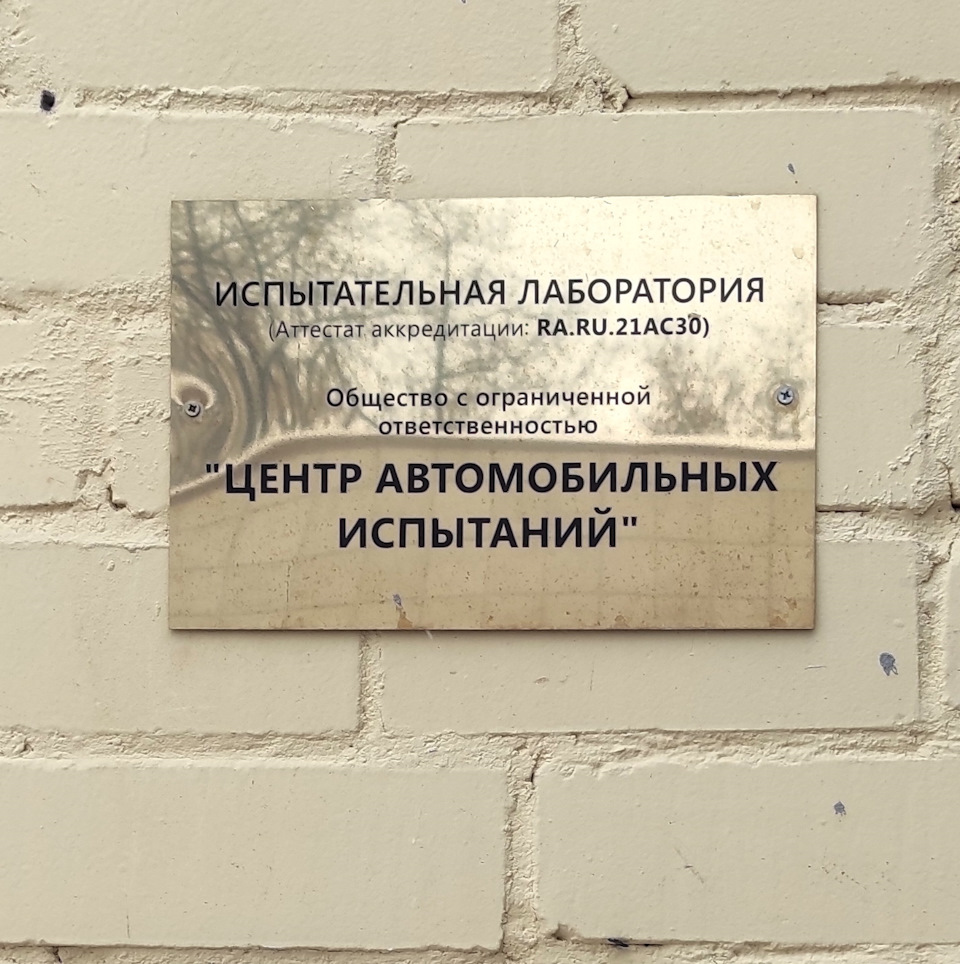 ИСПЫТАТЕЛЬНАЯ ЛАБОРАТОРИЯ
(Аттестат аккредитации: RA.RU.21АС30)
Общество с ограниченной
ответственностью
"ЦЕНТР АВТОМОБИЛЬНЫХ
ИСПЫТАНИЙ"